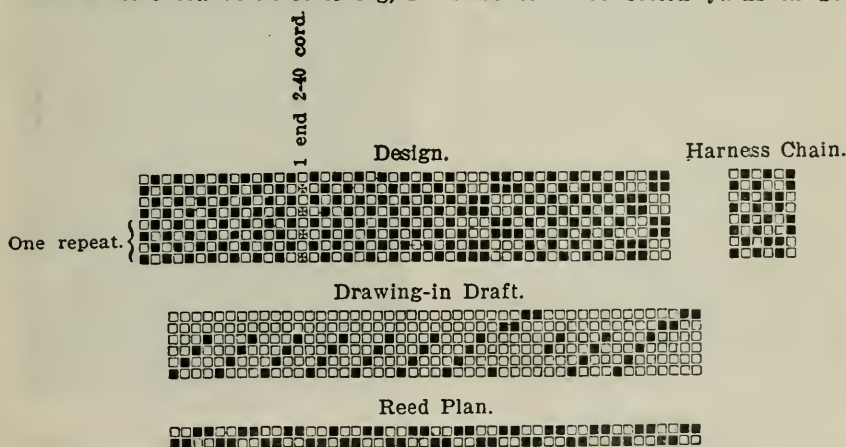 1 end 2-40 cord.
Design.
Harness Chain.
One repeat.
Drawing-in Draft.
Reed Plan.